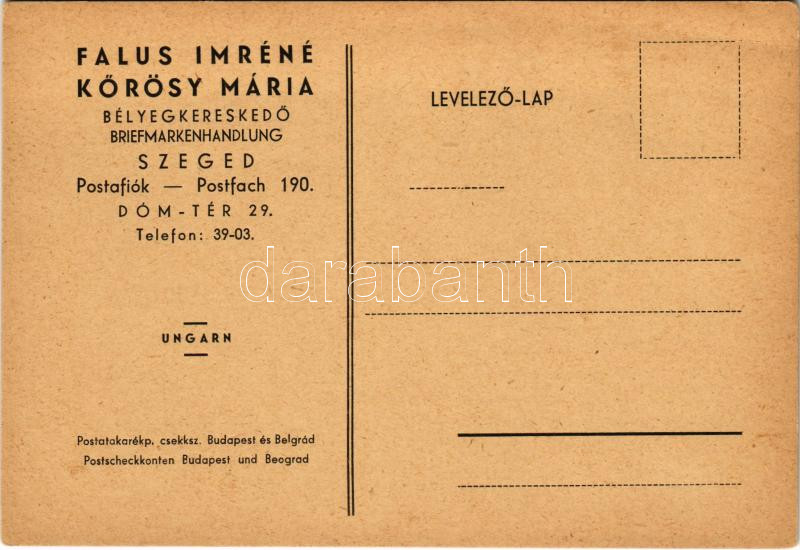 FALUS IMRÉNÉ
KŐRÖSY MÁRIA
BÉLYEGKERESKEDŐ
BRIEFMARKENHANDLUNG
SZEGED
Postafiók — Postfach 190.
DÓM-TÉR 29.
Telefon: 39-03.
UNGARN
Postatakarékp. csekksz. Budapest és Belgrád
Postscheckkonten Budapest und Beograd
LEVELEZŐ-LAP
darabanth